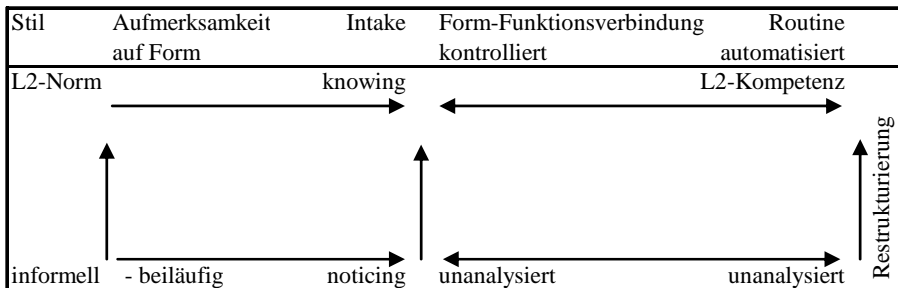 Stil Aufmerksamkeit Intake Form-Funktionsverbindung Routine
auf Form kontrolliert automatisiert
L2-Norm knowing L2-Kompetenz
Restrukturierung
informell - beiläufig noticing unanalysiert unanalysiert